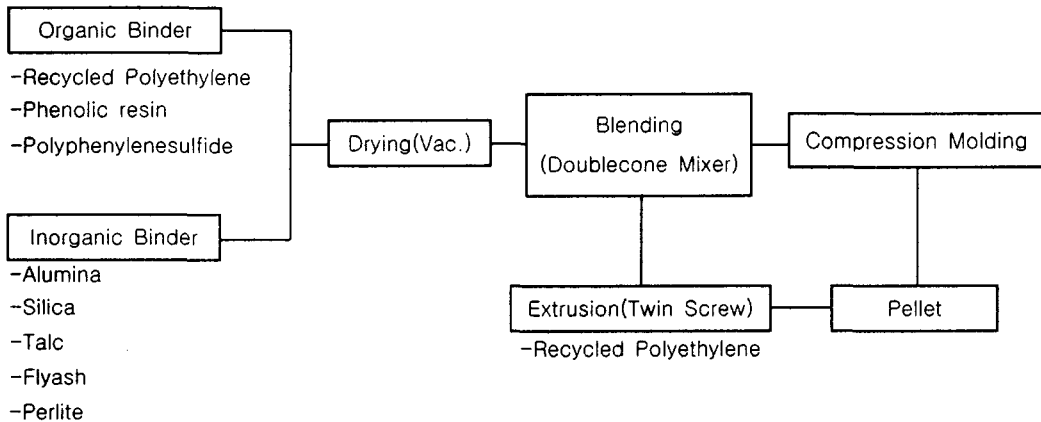 Organic Binder
-Recycled Polyethylene
-Phenolic resin
-Polyphenylenesulfide
Drying(Vac.)
Blending
(Doublecone Mixer)
Compression Molding
Inorganic Binder
-Alumina
-Silica
-Talc
-Flyash
-Perlite
Extrusion(Twin Screw)
-Recycled Polyethylene
Pellet